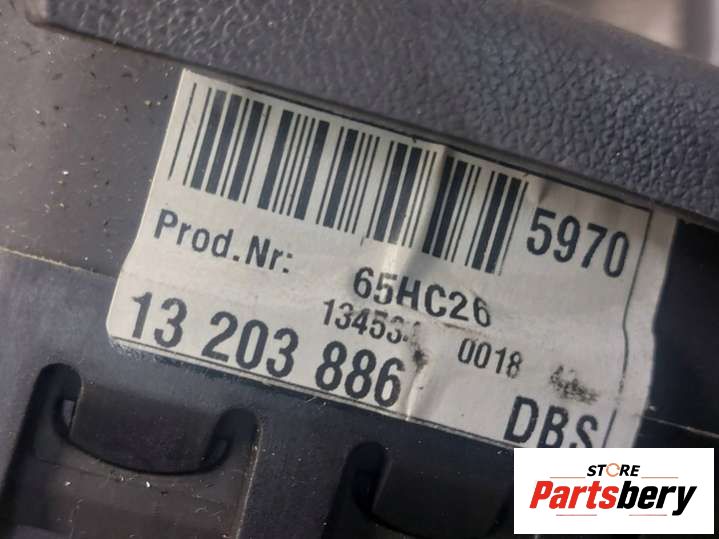 5970
Prod.Nr: 65HC26
0018
13 203 886
DBS
STORE
Partsbery